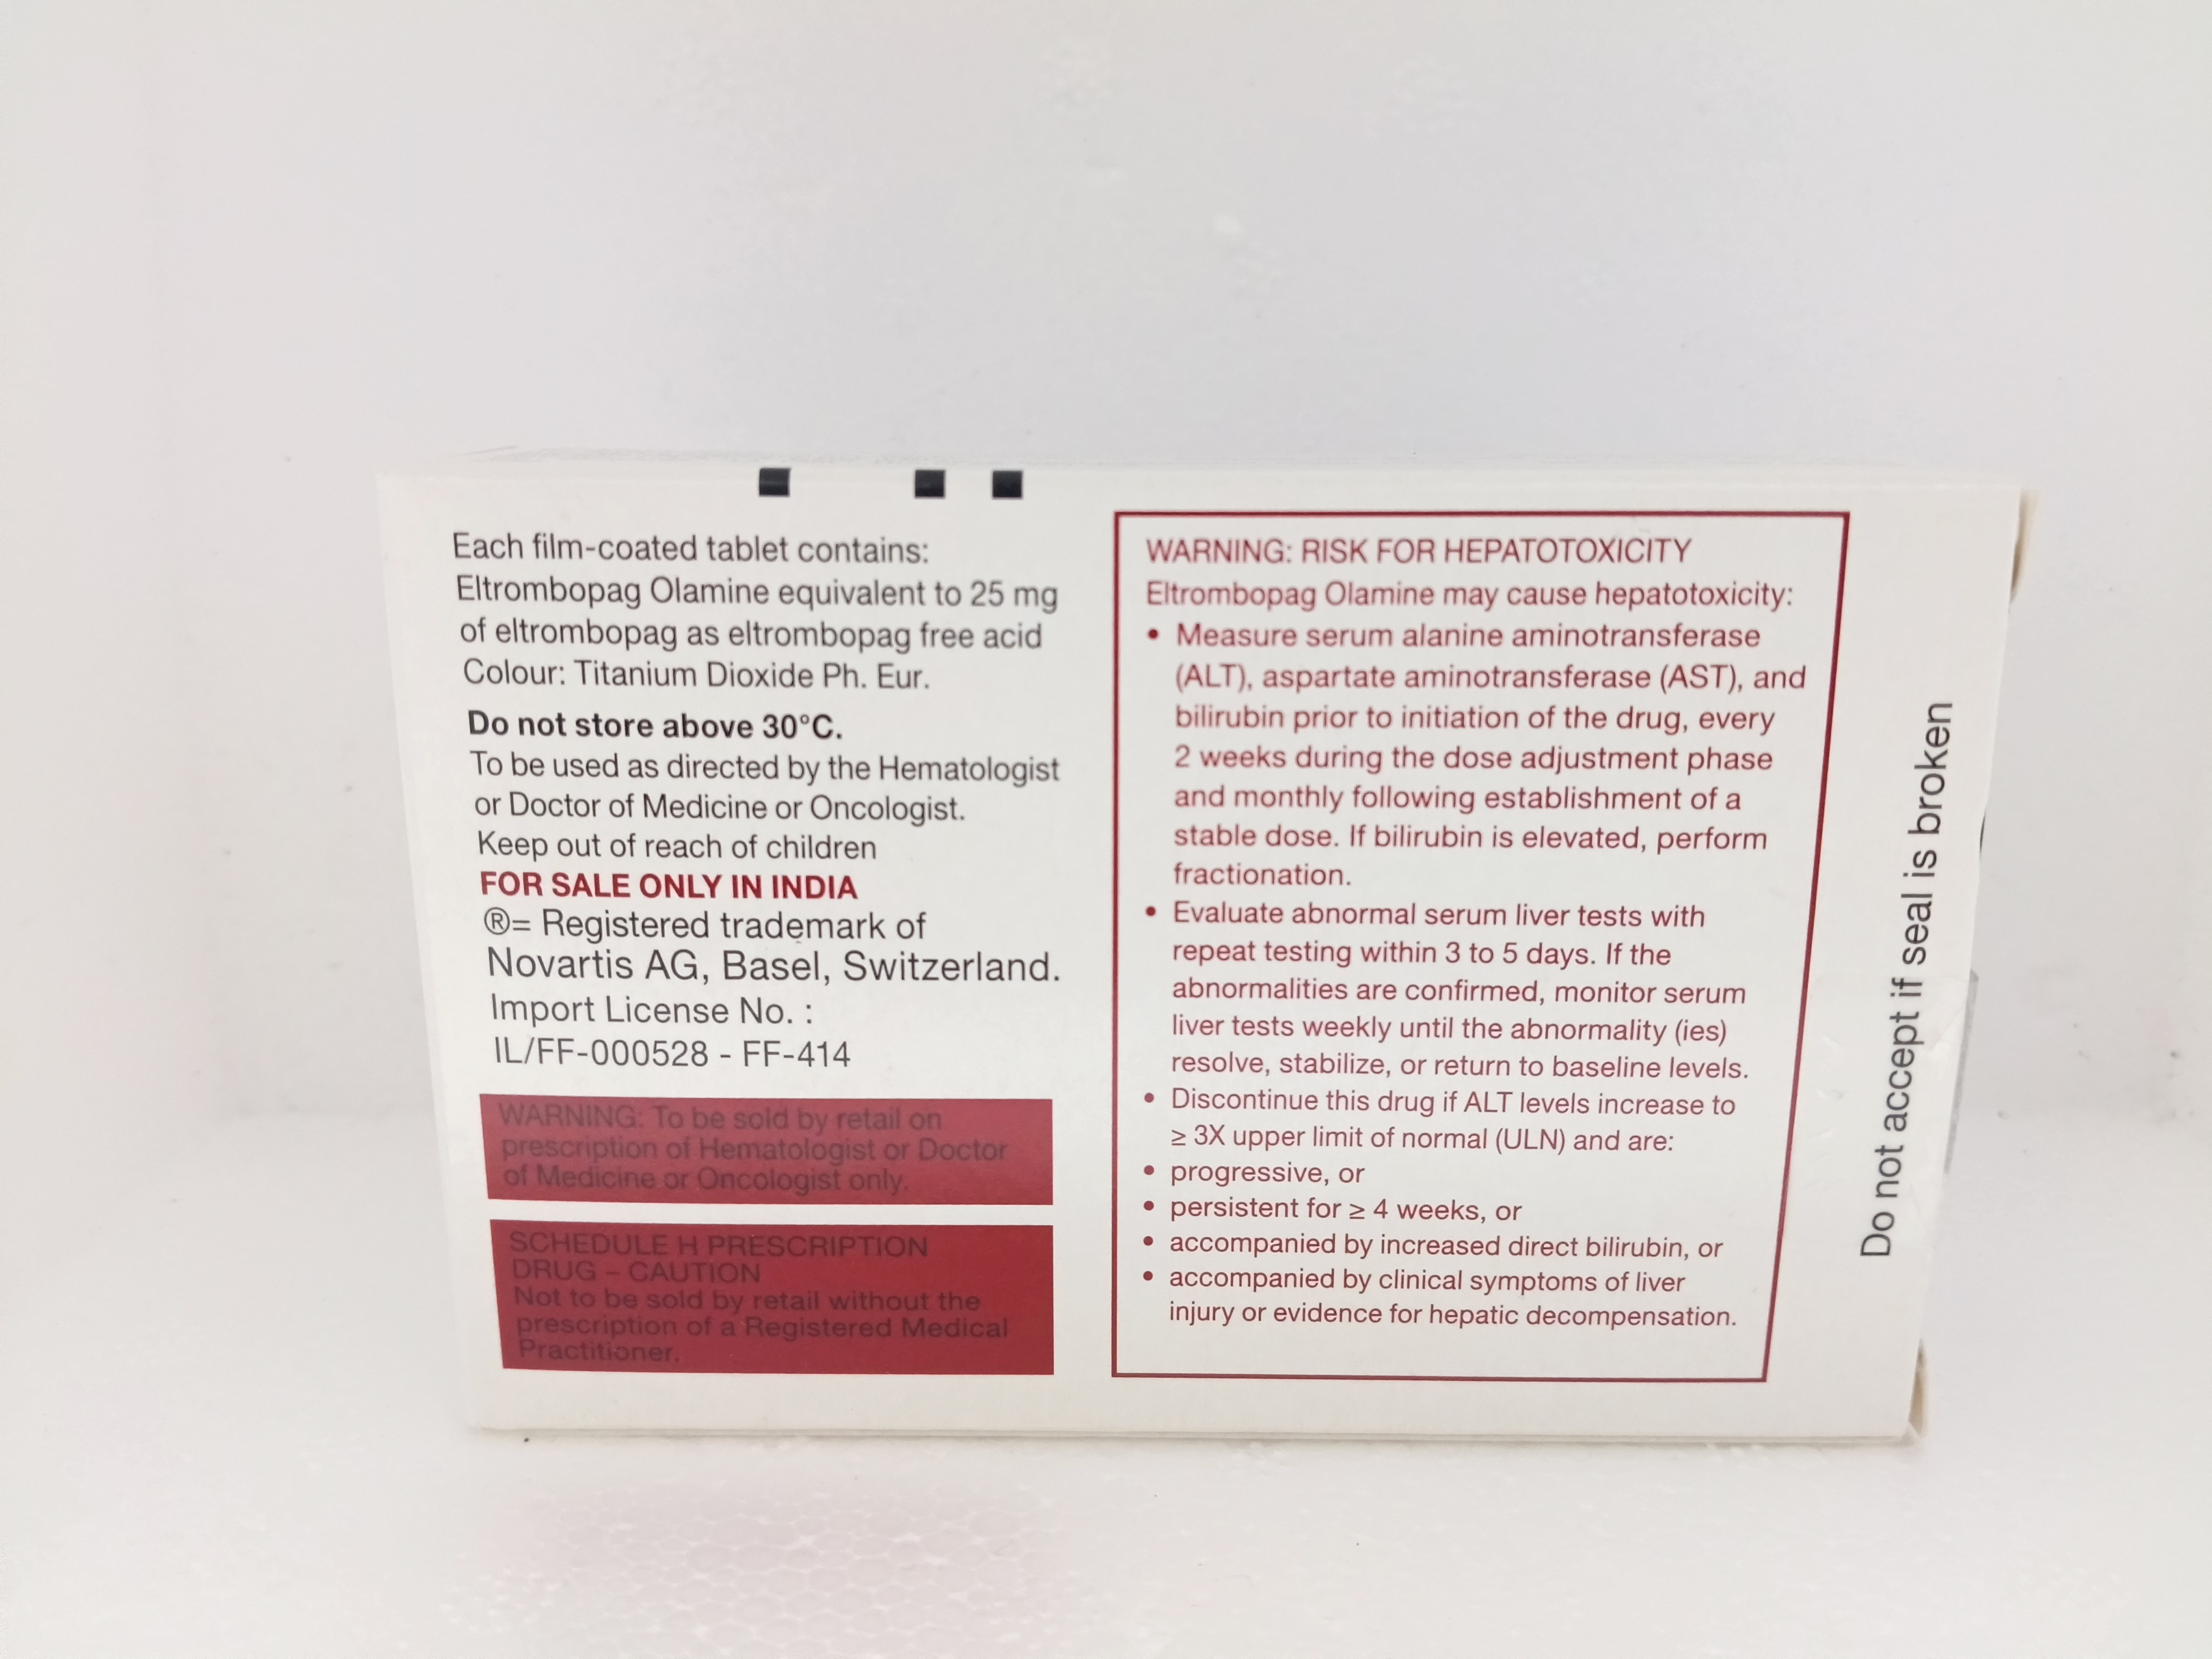 Each film-coated tablet contains:
Eltrombopag Olamine equivalent to 25 mg
of eltrombopag as eltrombopag free acid
Colour: Titanium Dioxide Ph. Eur.
Do not store above 30°C.
To be used as directed by the Hematologist
or Doctor of Medicine or Oncologist.
Keep out of reach of children
FOR SALE ONLY IN INDIA
®= Registered trademark of
Novartis AG, Basel, Switzerland.
Import License No. :
IL/FF-000528 - FF-414
WARNING: To be sold by retail on
prescription of Hematologist or Doctor
of Medicine or Oncologist only.
SCHEDULE H PRESCRIPTION
DRUG – CAUTION
Not to be sold by retail without the
prescription of a Registered Medical
Practitioner.
WARNING: RISK FOR HEPATOTOXICITY
Eltrombopag Olamine may cause hepatotoxicity:
• Measure serum alanine aminotransferase
(ALT), aspartate aminotransferase (AST), and
bilirubin prior to initiation of the drug, every
2 weeks during the dose adjustment phase
and monthly following establishment of a
stable dose. If bilirubin is elevated, perform
fractionation.
• Evaluate abnormal serum liver tests with
repeat testing within 3 to 5 days. If the
abnormalities are confirmed, monitor serum
liver tests weekly until the abnormality (ies)
resolve, stabilize, or return to baseline levels.
• Discontinue this drug if ALT levels increase to
≥ 3X upper limit of normal (ULN) and are:
• progressive, or
• persistent for ≥ 4 weeks, or
• accompanied by increased direct bilirubin, or
• accompanied by clinical symptoms of liver
injury or evidence for hepatic decompensation.
Do not accept if seal is broken